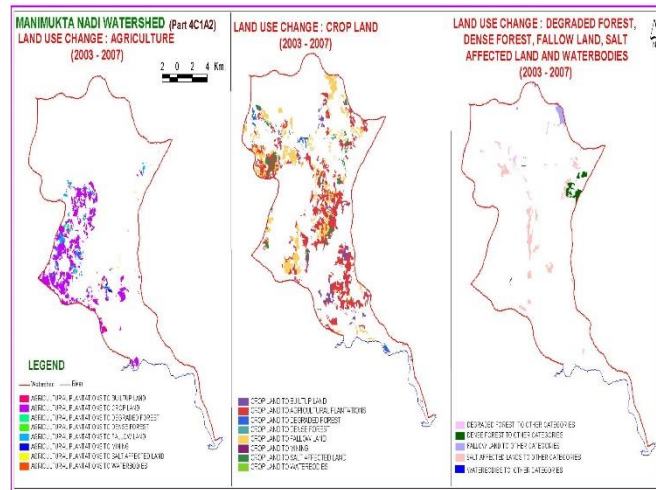 MANIMUKTA NADI WATERSHED (Part 4C1A2)
LAND USE CHANGE : AGRICULTURE
(2003 - 2007)
2 0 2 4 Km
LEGEND
Watershed River
AGRICULTURAL PLANTATIONS TO BUILTUP LAND
AGRICULTURAL PLANTATIONS TO CROP LAND
AGRICULTURAL PLANTATIONS TO DEGRADED FOREST
AGRICULTURAL PLANTATIONS TO DENSE FOREST
AGRICULTURAL PLANTATIONS TO FALLOW LAND
AGRICULTURAL PLANTATIONS TO MINING
AGRICULTURAL PLANTATIONS TO SALT AFFECTED LAND
AGRICULTURAL PLANTATIONS TO WATERBODIES
LAND USE CHANGE : CROP LAND
(2003 - 2007)
CROP LAND TO BUILTUP LAND
CROP LAND TO AGRICULTURAL PLANTATIONS
CROP LAND TO DEGRADED FOREST
CROP LAND TO DENSE FOREST
CROP LAND TO FALLOW LAND
CROP LAND TO MINING
CROP LAND TO SALT AFFECTED LAND
CROP LAND TO WATERBODIES
LAND USE CHANGE : DEGRADED FOREST,
DENSE FOREST, FALLOW LAND, SALT
AFFECTED LAND AND WATERBODIES
(2003 - 2007)
DEGRADED FOREST TO OTHER CATEGORIES
DENSE FOREST TO OTHER CATEGORIES
FALLOW LAND TO OTHER CATEGORIES
SALT AFFECTED LANDS TO OTHER CATEGORIES
WATERBODIES TO OTHER CATEGORIES